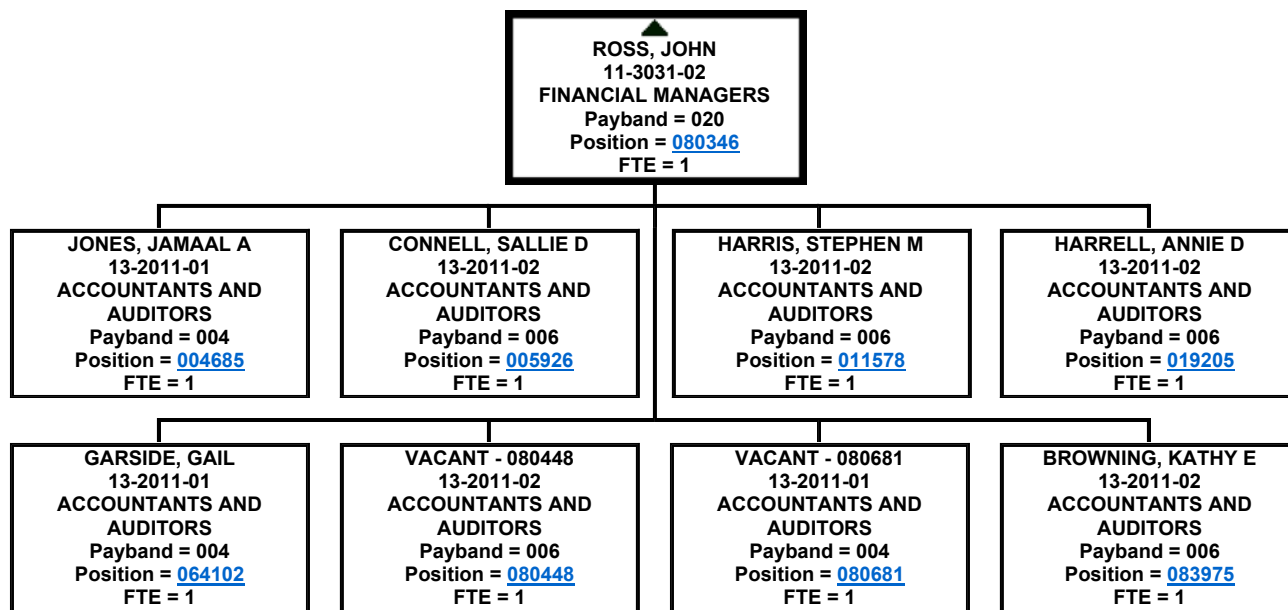 ROSS, JOHN
11-3031-02
FINANCIAL MANAGERS
Payband = 020
Position = 080346
FTE = 1
JONES, JAMAAL A
13-2011-01
ACCOUNTANTS AND
AUDITORS
Payband = 004
Position = 004685
FTE = 1
CONNELL, SALLIE D
13-2011-02
ACCOUNTANTS AND
AUDITORS
Payband = 006
Position = 005926
FTE = 1
HARRIS, STEPHEN M
13-2011-02
ACCOUNTANTS AND
AUDITORS
Payband = 006
Position = 011578
FTE = 1
HARRELL, ANNIE D
13-2011-02
ACCOUNTANTS AND
AUDITORS
Payband = 006
Position = 019205
FTE = 1
GARSIDE, GAIL
13-2011-01
ACCOUNTANTS AND
AUDITORS
Payband = 004
Position = 064102
FTE = 1
VACANT - 080448
13-2011-02
ACCOUNTANTS AND
AUDITORS
Payband = 006
Position = 080448
FTE = 1
VACANT - 080681
13-2011-01
ACCOUNTANTS AND
AUDITORS
Payband = 004
Position = 080681
FTE = 1
BROWNING, KATHY E
13-2011-02
ACCOUNTANTS AND
AUDITORS
Payband = 006
Position = 083975
FTE = 1